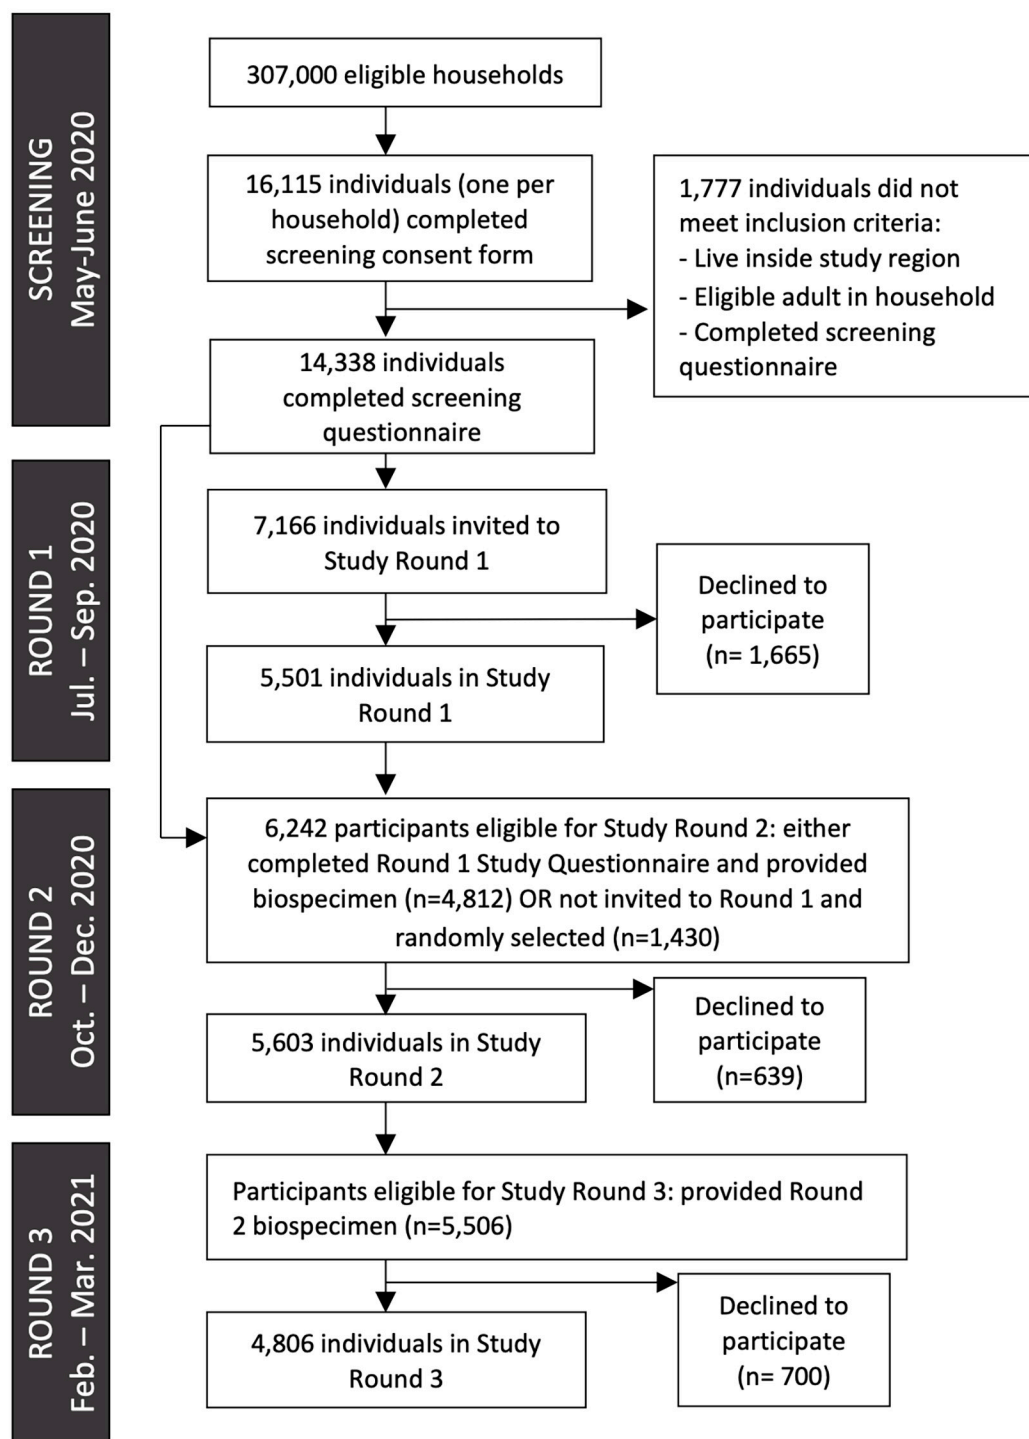 SCREENING
May-June 2020
307,000 eligible households
16,115 individuals (one per
household) completed
screening consent form
1,777 individuals did not
meet inclusion criteria:
- Live inside study region
- Eligible adult in household
- Completed screening
questionnaire
14,338 individuals
completed screening
questionnaire
ROUND 1
Jul. – Sep. 2020
7,166 individuals invited to
Study Round 1
Declined to
participate
(n= 1,665)
5,501 individuals in Study
Round 1
ROUND 2
Oct. – Dec. 2020
6,242 participants eligible for Study Round 2: either
completed Round 1 Study Questionnaire and provided
biospecimen (n=4,812) OR not invited to Round 1 and
randomly selected (n=1,430)
Declined to
participate
(n=639)
5,603 individuals in Study
Round 2
ROUND 3
Feb. – Mar. 2021
Participants eligible for Study Round 3: provided Round
2 biospecimen (n=5,506)
Declined to
participate
(n= 700)
4,806 individuals in Study
Round 3